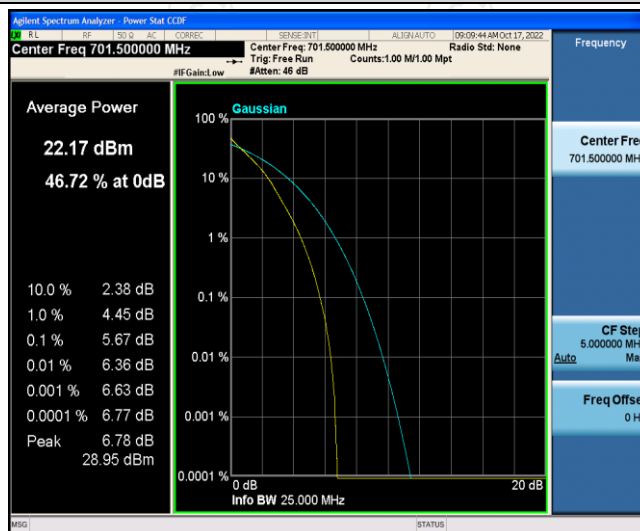 Agilent Spectrum Analyzer - Power Stat CCDF
RL RF 50 Ω AC CORREC SENSE:INT ALIGNAUTO 09:09:44 AM Oct 17, 2022
Center Freq 701.500000 MHz
Center Freq: 701.500000 MHz Radio Std: None
Trig: Free Run Counts:1.00 M/1.00 Mpt
#IFGain:Low #Atten: 46 dB
Frequency
Average Power
22.17 dBm
46.72 % at 0dB
10.0 % 2.38 dB
1.0 % 4.45 dB
0.1 % 5.67 dB
0.01 % 6.36 dB
0.001 % 6.63 dB
0.0001 % 6.77 dB
Peak 6.78 dB
28.95 dBm
Gaussian
100 %
10 %
1 %
0.1 %
0.01 %
0.001 %
0.0001 %
0 dB 20 dB
Info BW 25.000 MHz
Center Fre
701.500000 MH
CF Step
5.000000 MH
Auto Ma
Freq Offse
0 H
MSG STATUS